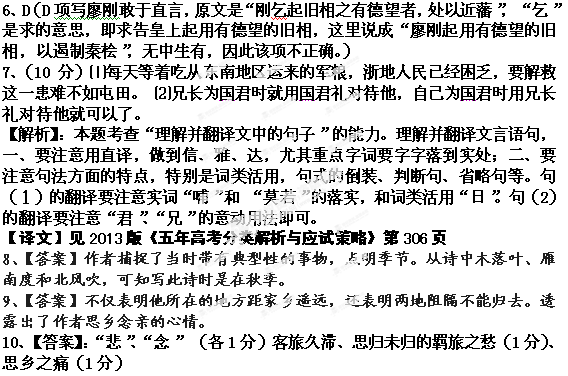 6、D（D 项写廖刚敢于直言，原文是“刚乞起旧相之有德望者，处以近藩”，“乞”
是求的意思，即求告皇上起用有德望的旧相，这里说成“廖刚起用有德望的旧
相，以遏制秦桧”，无中生有，因此该项不正确。）
7、（10 分）⑴每天等着吃从东南地区运来的军粮，浙地人民已经困乏，要解救
这一患难不如屯田。 ⑵兄长为国君时就用国君礼对待他，自己为国君时用兄长
礼对待他就可以了。
【解析】：本题考查“理解并翻译文中的句子”的能力。理解并翻译文言语句，
一、要注意用直译，做到信、雅、达，尤其重点字词要字字落到实处；二、要
注意句法方面的特点，特别是词类活用，句式的倒装、判断句、省略句等。句
（1）的翻译要注意实词“哺”和 “莫若”的落实，和词类活用“日”。句（2）
的翻译要注意“君”、“兄”的意动用法即可。
【译文】见 2013 版《五年高考分类解析与应试策略》第 306 页
8、【答案】作者捕捉了当时带有典型性的事物，点明季节。从诗中木落叶、雁
南度和北风吹，可知写此诗时是在秋季。
9、【答案】不仅表明他所在的地方距家乡遥远，还表明两地阻隔不能归去。透
露出了作者思乡念亲的心情。
10、【答案】：“悲”、“念” （各 1 分）客旅久滞、思归未归的羁旅之愁（1 分）、
思乡之痛（1 分）